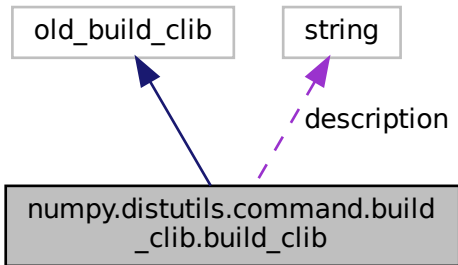 old_build_clib
string
description
numpy.distutils.command.build
_clib.build_clib